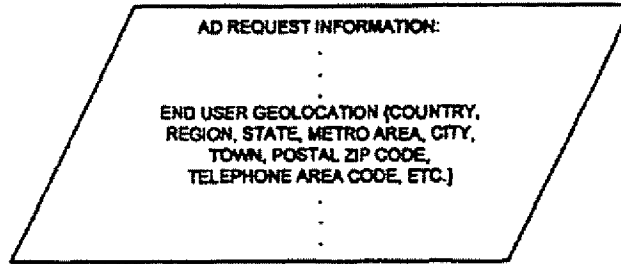 AD REQUEST INFORMATION:
.
.
.
END USER GEOLOCATION {COUNTRY,
REGION, STATE, METRO AREA, CITY,
TOWN, POSTAL ZIP CODE,
TELEPHONE AREA CODE, ETC.}
.
.
.